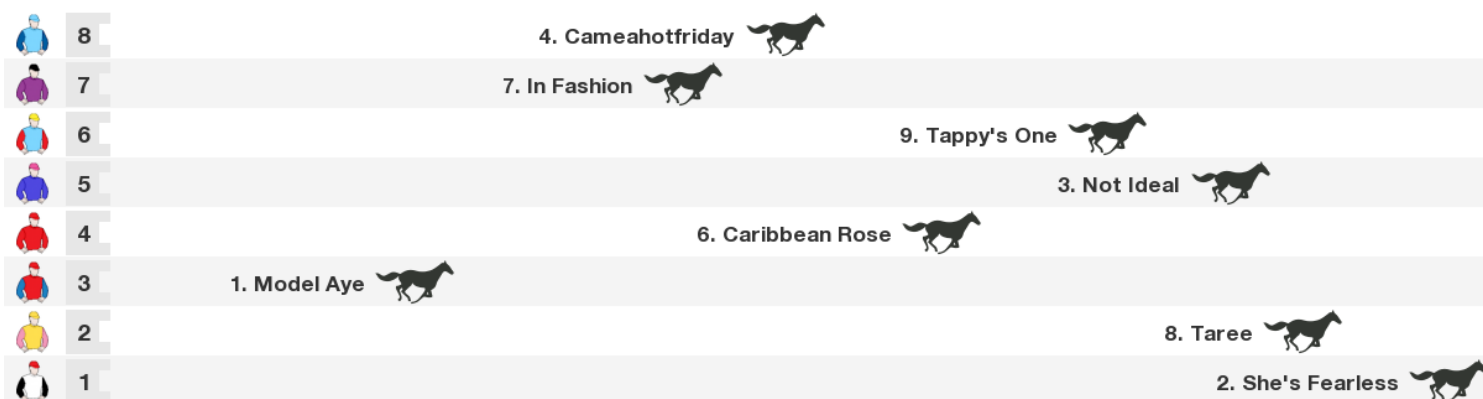 8 4. Cameahotfriday
7 7. In Fashion
6 9. Tappy's One
5 3. Not Ideal
4 6. Caribbean Rose
3 1. Model Aye
2 8. Taree
1 2. She's Fearless